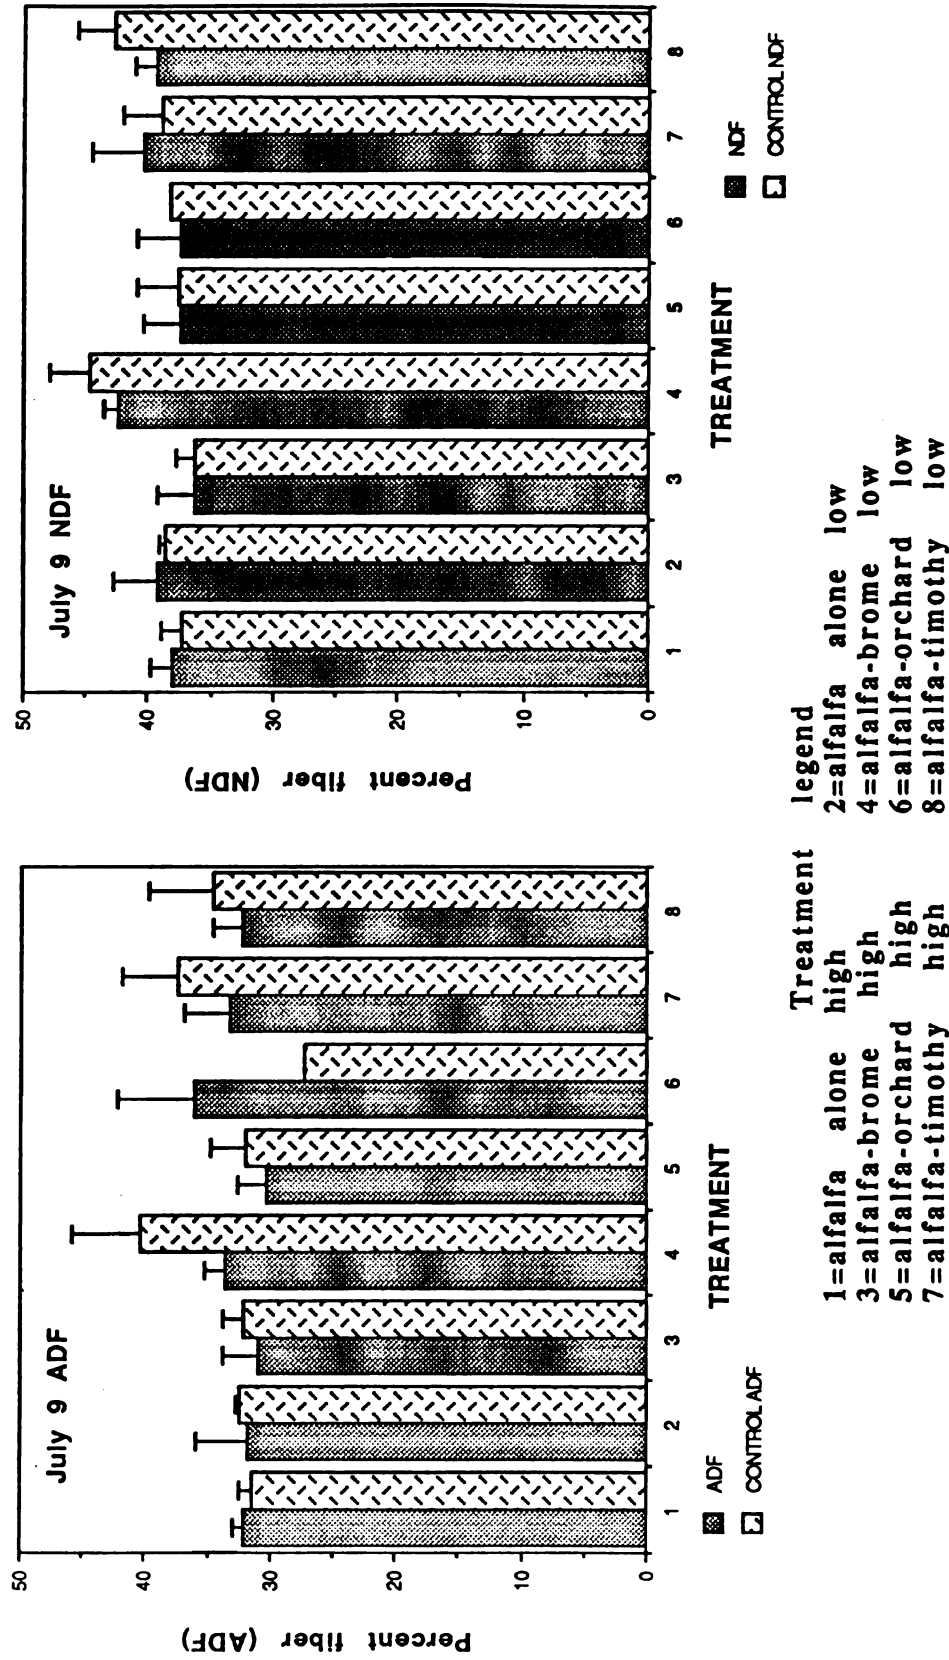 July 9 ADF
Percent fiber (ADF)
50
40
30
20
10
0
1 2 3 4 5 6 7 8
TREATMENT
ADF
CONTROL ADF
July 9 NDF
Percent fiber (NDF)
50
40
30
20
10
0
1 2 3 4 5 6 7 8
TREATMENT
NDF
CONTROL NDF
Treatment legend
1=alfalfa alone high 2=alfalfa alone low
3=alfalfa-brome high 4=alfalfa-brome low
5=alfalfa-orchard high 6=alfalfa-orchard low
7=alfalfa-timothy high 8=alfalfa-timothy low